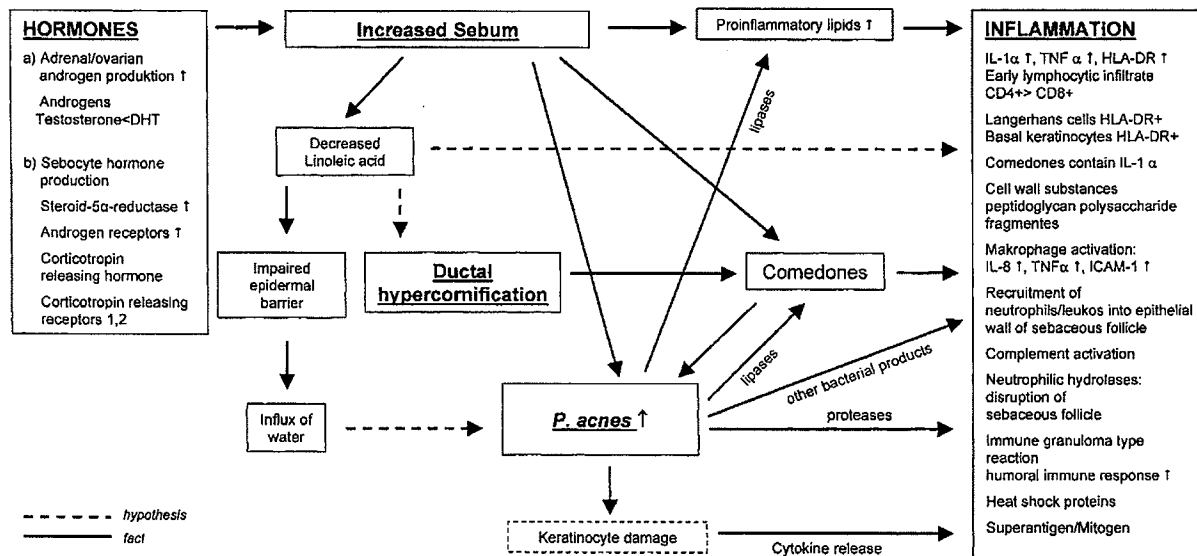 HORMONES
a) Adrenal/ovarian
androgen produktion ↑
Androgens
Testosterone<DHT
b) Sebocyte hormone
production
Steroid-5α-reductase ↑
Androgen receptors ↑
Corticotropin
releasing hormone
Corticotropin releasing
receptors 1,2
Increased Sebum
Proinflammatory lipids ↑
lipases
Decreased
Linoleic acid
Impaired
epidermal
barrier
Ductal
hypercornification
Comedones
lipases
other bacterial products
proteases
Influx of
water
P. acnes ↑
Keratinocyte damage
Cytokine release
hypothesis
fact
INFLAMMATION
IL-1α ↑, TNF α ↑, HLA-DR ↑
Early lymphocytic infiltrate
CD4+> CD8+
Langerhans cells HLA-DR+
Basal keratinocytes HLA-DR+
Comedones contain IL-1 α
Cell wall substances
peptidoglycan polysaccharide
fragmentes
Makrophage activation:
IL-8 ↑, TNFα ↑, ICAM-1 ↑
Recruitment of
neutrophils/leukos into epithelial
wall of sebaceous follicle
Complement activation
Neutrophilic hydrolases:
disruption of
sebaceous follicle
Immune granuloma type
reaction
humoral immune response ↑
Heat shock proteins
Superantigen/Mitogen